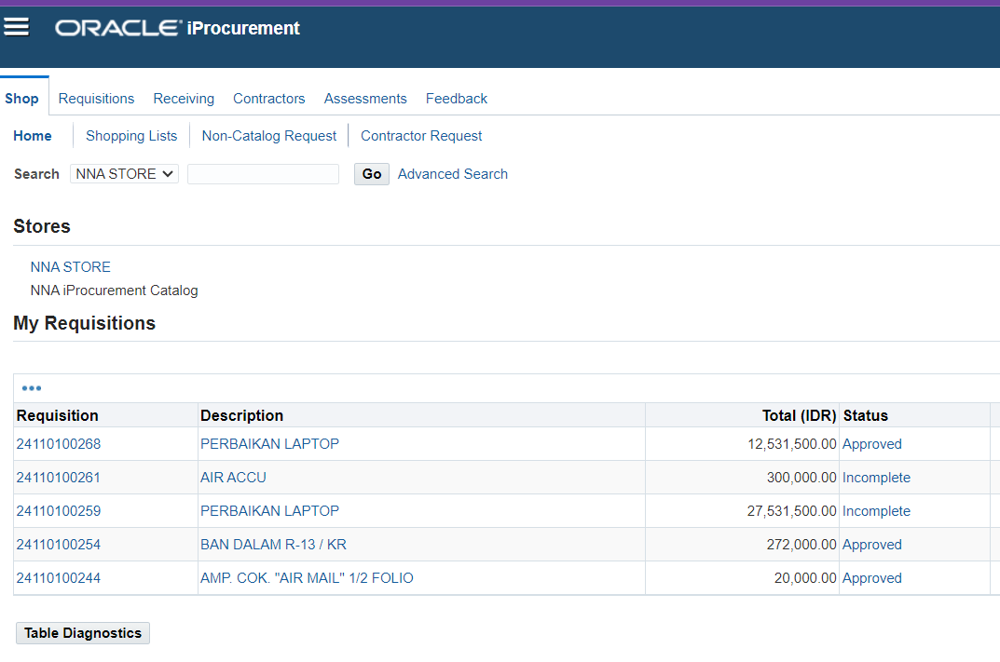 ORACLE® iProcurement
Shop Requisitions Receiving Contractors Assessments Feedback
Home Shopping Lists Non-Catalog Request Contractor Request
Search NNA STORE Go Advanced Search
Stores
NNA STORE
NNA iProcurement Catalog
My Requisitions
Requisition Description Total (IDR) Status
24110100268 PERBAIKAN LAPTOP 12,531,500.00 Approved
24110100261 AIR ACCU 300,000.00 Incomplete
24110100259 PERBAIKAN LAPTOP 27,531,500.00 Incomplete
24110100254 BAN DALAM R-13 / KR 272,000.00 Approved
24110100244 AMP. COK. "AIR MAIL" 1/2 FOLIO 20,000.00 Approved
Table Diagnostics